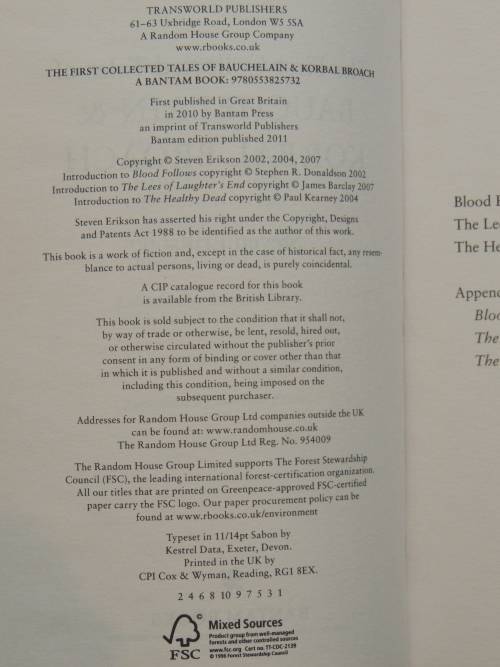 TRANSWORLD PUBLISHERS
61–63 Uxbridge Road, London W5 5SA
A Random House Group Company
www.rbooks.co.uk
THE FIRST COLLECTED TALES OF BAUCHELAIN & KORBAL BROACH
A BANTAM BOOK: 9780553825732
First published in Great Britain
in 2010 by Bantam Press
an imprint of Transworld Publishers
Bantam edition published 2011
Copyright © Steven Erikson 2002, 2004, 2007
Introduction to Blood Follows copyright © Stephen R. Donaldson 2002
Introduction to The Lees of Laughter's End copyright © James Barclay 2007
Introduction to The Healthy Dead copyright © Paul Kearney 2004
Steven Erikson has asserted his right under the Copyright, Designs
and Patents Act 1988 to be identified as the author of this work.
This book is a work of fiction and, except in the case of historical fact, any resem-
blance to actual persons, living or dead, is purely coincidental.
A CIP catalogue record for this book
is available from the British Library.
This book is sold subject to the condition that it shall not,
by way of trade or otherwise, be lent, resold, hired out,
or otherwise circulated without the publisher's prior
consent in any form of binding or cover other than that
in which it is published and without a similar condition,
including this condition, being imposed on the
subsequent purchaser.
Addresses for Random House Group Ltd companies outside the UK
can be found at: www.randomhouse.co.uk
The Random House Group Ltd Reg. No. 954009
The Random House Group Limited supports The Forest Stewardship
Council (FSC), the leading international forest-certification organization.
All our titles that are printed on Greenpeace-approved FSC-certified
paper carry the FSC logo. Our paper procurement policy can be
found at www.rbooks.co.uk/environment
Typeset in 11/14pt Sabon by
Kestrel Data, Exeter, Devon.
Printed in the UK by
CPI Cox & Wyman, Reading, RG1 8EX.
2 4 6 8 10 9 7 5 3 1
FSC
Mixed Sources
Product group from well-managed
forests and other controlled sources
www.fsc.org Cert no. TT-COC-2139
© 1996 Forest Stewardship Council
Blood
The Le
The He
Appen
Bloo
The
The